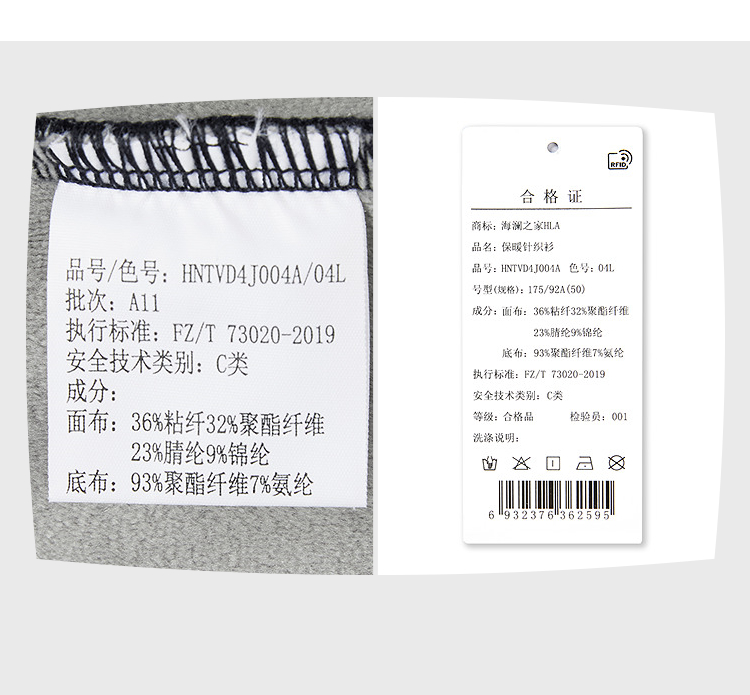 品号/色号: HNTVD4J004A/04L
批次: A11
执行标准: FZ/T 73020-2019
安全技术类别: C类
成分:
面布: 36%粘纤32%聚酯纤维
23%腈纶9%锦纶
底布: 93%聚酯纤维7%氨纶
RFID
合格证
商标: 海澜之家HLA
品名: 保暖针织衫
品号: HNTVD4J004A 色号: 04L
号型(规格): 175/92A(50)
成分: 面布: 36%粘纤32%聚酯纤维
23%腈纶9%锦纶
底布: 93%聚酯纤维7%氨纶
执行标准: FZ/T 73020-2019
安全技术类别: C类
等级: 合格品 检验员: 001
洗涤说明:
6 932376 362595